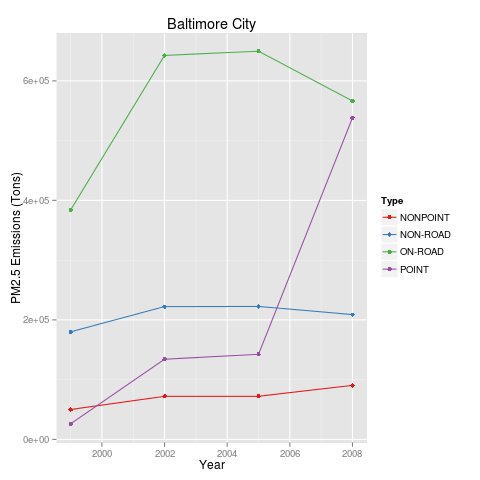 Baltimore City
PM2.5 Emissions (Tons)
6e+05
4e+05
2e+05
0e+00
2000 2002 2004 2006 2008
Year
Type
NONPOINT
NON-ROAD
ON-ROAD
POINT